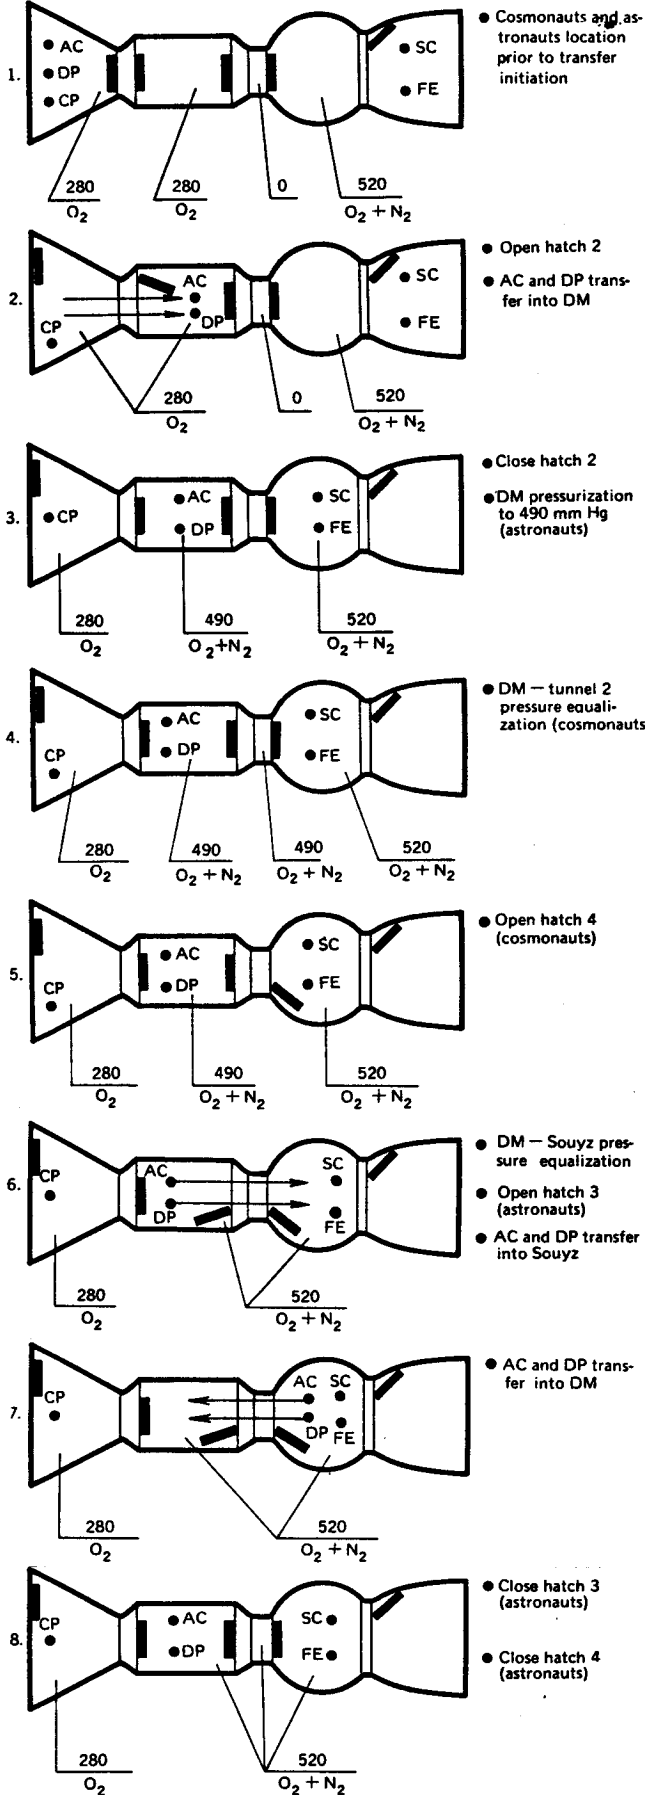 1.
AC
DP
CP
SC
FE
280
O2
280
O2
0
520
O2 + N2
● Cosmonauts and as-
tronauts location
prior to transfer
initiation
2.
AC
DP
CP
SC
FE
280
O2
0
520
O2 + N2
● Open hatch 2
● AC and DP trans-
fer into DM
3.
CP
AC
DP
SC
FE
280
O2
490
O2+N2
520
O2 + N2
● Close hatch 2
● DM pressurization
to 490 mm Hg
(astronauts)
4.
CP
AC
DP
SC
FE
280
O2
490
O2 + N2
490
O2 + N2
520
O2 + N2
● DM — tunnel 2
pressure equali-
zation (cosmonauts
5.
CP
AC
DP
SC
FE
280
O2
490
O2 + N2
520
O2 + N2
● Open hatch 4
(cosmonauts)
6.
CP
AC
DP
SC
FE
280
O2
520
O2 + N2
● DM — Souyz pres-
sure equalization
● Open hatch 3
(astronauts)
● AC and DP transfer
into Souyz
7.
CP
AC SC
DP FE
280
O2
520
O2 + N2
● AC and DP trans-
fer into DM
8.
CP
AC
DP
SC
FE
280
O2
520
O2 + N2
● Close hatch 3
(astronauts)
● Close hatch 4
(astronauts)